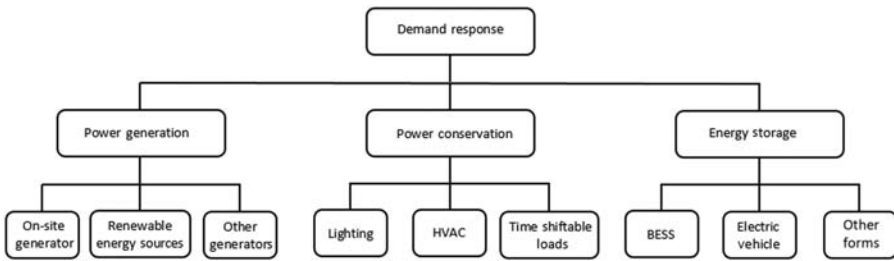 Demand response
Power generation
Power conservation
Energy storage
On-site
generator
Renewable
energy sources
Other
generators
Lighting
HVAC
Time shiftable
loads
BESS
Electric
vehicle
Other
forms